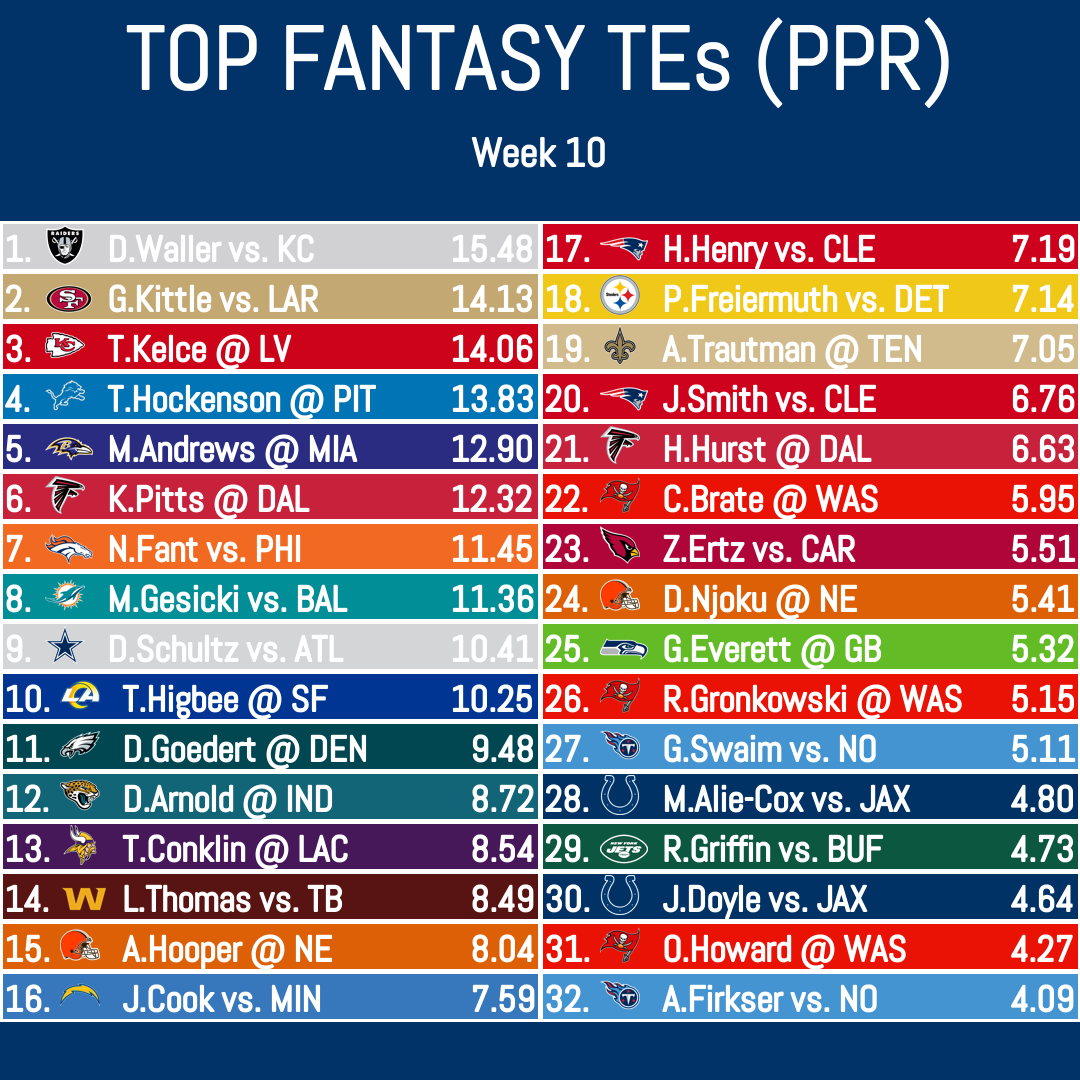 TOP FANTASY TEs (PPR)
Week 10
1. RAIDERS D.Waller vs. KC 15.48
2. SF G.Kittle vs. LAR 14.13
3. KC T.Kelce @ LV 14.06
4. T.Hockenson @ PIT 13.83
5. B M.Andrews @ MIA 12.90
6. K.Pitts @ DAL 12.32
7. N.Fant vs. PHI 11.45
8. M.Gesicki vs. BAL 11.36
9. D.Schultz vs. ATL 10.41
10. LA T.Higbee @ SF 10.25
11. D.Goedert @ DEN 9.48
12. D.Arnold @ IND 8.72
13. T.Conklin @ LAC 8.54
14. W L.Thomas vs. TB 8.49
15. A.Hooper @ NE 8.04
16. J.Cook vs. MIN 7.59
17. H.Henry vs. CLE 7.19
18. Steelers P.Freiermuth vs. DET 7.14
19. A.Trautman @ TEN 7.05
20. J.Smith vs. CLE 6.76
21. H.Hurst @ DAL 6.63
22. C.Brate @ WAS 5.95
23. Z.Ertz vs. CAR 5.51
24. D.Njoku @ NE 5.41
25. G.Everett @ GB 5.32
26. R.Gronkowski @ WAS 5.15
27. T G.Swaim vs. NO 5.11
28. M.Alie-Cox vs. JAX 4.80
29. NEW YORK JETS R.Griffin vs. BUF 4.73
30. J.Doyle vs. JAX 4.64
31. O.Howard @ WAS 4.27
32. T A.Firkser vs. NO 4.09